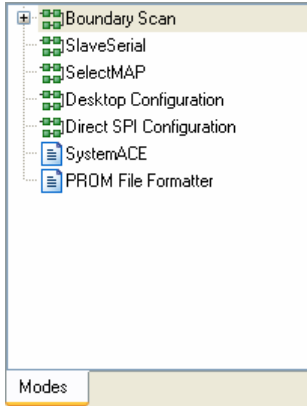 Boundary Scan
SlaveSerial
SelectMAP
Desktop Configuration
Direct SPI Configuration
SystemACE
PROM File Formatter
Modes